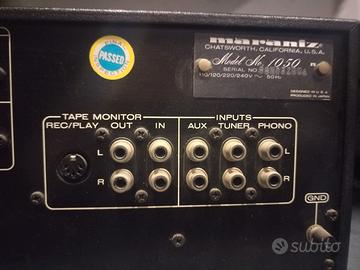 marantz
CHATSWORTH, CALIFORNIA, U.S.A.
Model No. 1050
SERIAL NO.
110/120/220/240V ~ 50Hz
DESIGNED IN U.S.A.
PRODUCED IN JAPAN
PASSED
TAPE MONITOR
REC/PLAY OUT IN
L
R
INPUTS
AUX TUNER PHONO
L
R
GND
subito